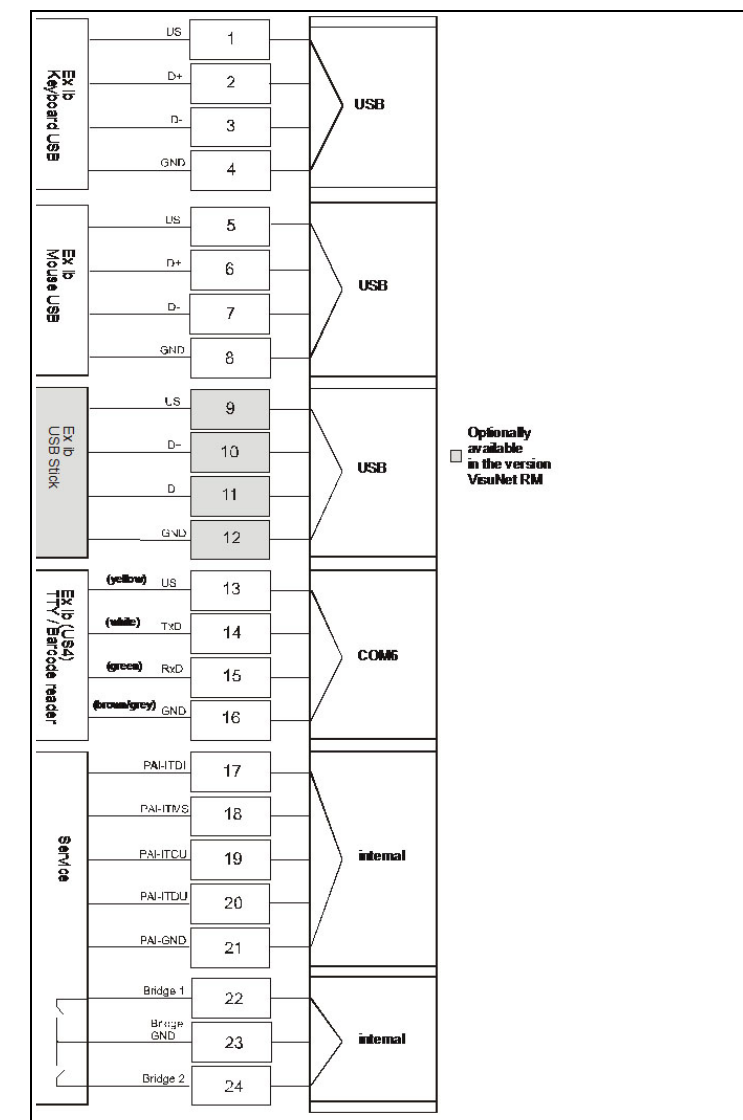 Ex ib
Keyboard USB
US
1
D+
2
D-
3
GND
4
USB
Ex ib
Mouse USB
US
5
D+
6
D-
7
GND
8
USB
Ex ib
USB Stick
US
9
D-
10
D
11
GND
12
USB
Optionally
available
in the version
VisuNet RM
Ex ib (US4)
TTY / Barcode reader
(yellow) US
13
(white) TxD
14
(green) RxD
15
(brown/grey) GND
16
COM6
Service
PAI-ITDI
17
PAI-ITMS
18
PAI-ITCU
19
PAI-ITDU
20
PAI-GND
21
internal
Bridge 1
22
Bridge
GND
23
Bridge 2
24
internal